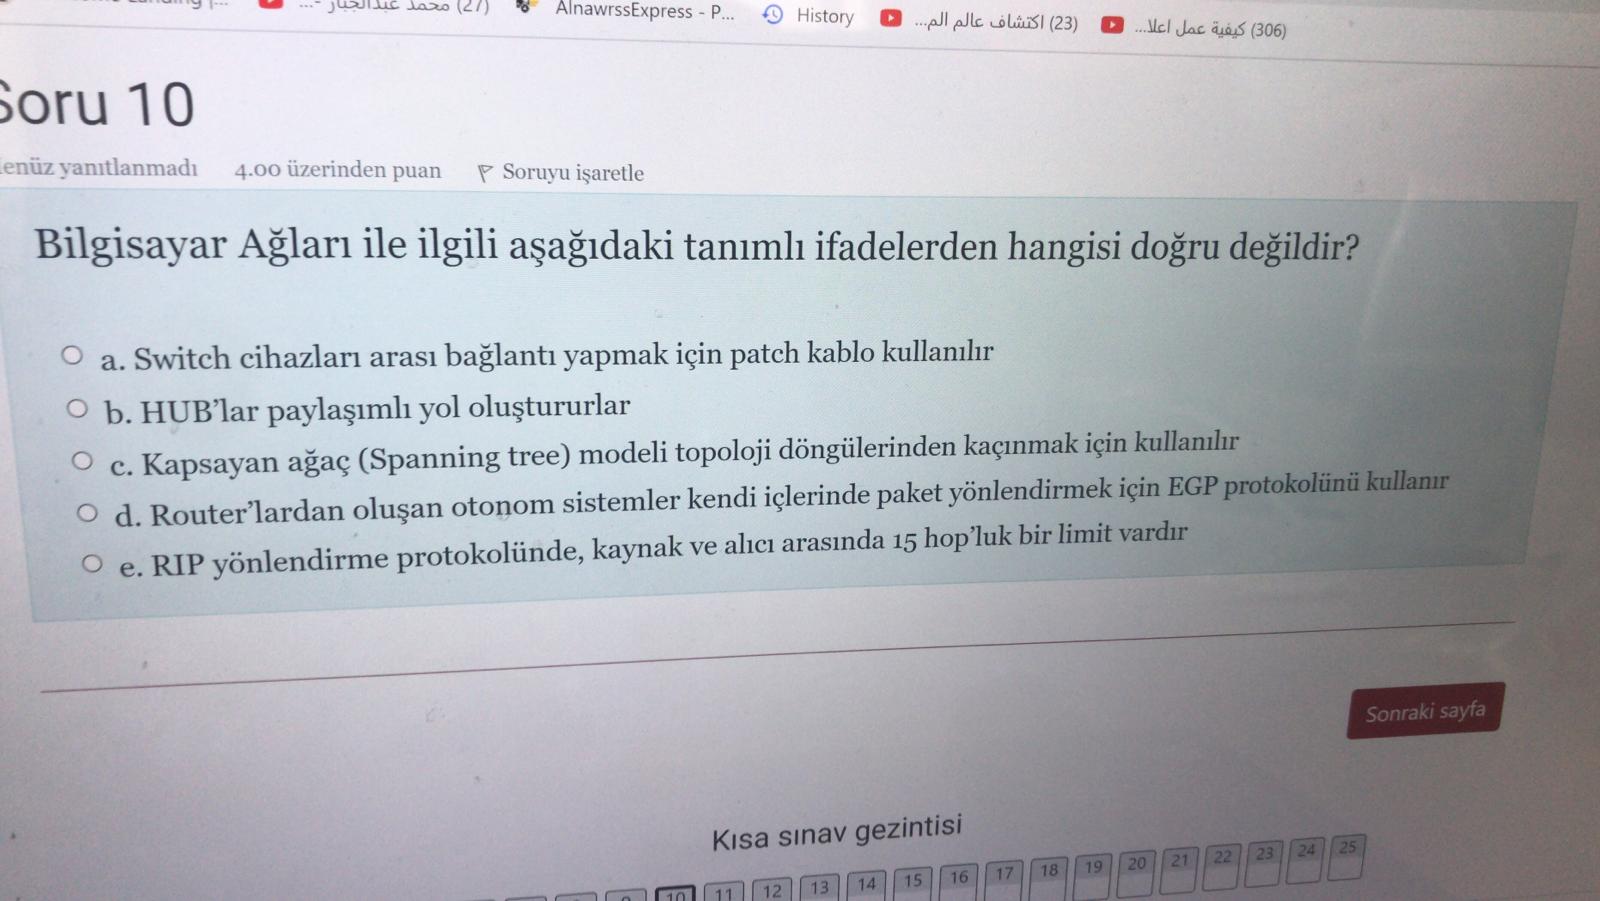 محمد عبدالجبار -... (27)
AlnawrssExpress - P...
History
(23) اكتشاف عالم الم...
(306) كيفية عمل اعلا...
Soru 10
enüz yanıtlanmadı 4.00 üzerinden puan Soruyu işaretle
Bilgisayar Ağları ile ilgili aşağıdaki tanımlı ifadelerden hangisi doğru değildir?
a. Switch cihazları arası bağlantı yapmak için patch kablo kullanılır
b. HUB'lar paylaşımlı yol oluştururlar
c. Kapsayan ağaç (Spanning tree) modeli topoloji döngülerinden kaçınmak için kullanılır
d. Router'lardan oluşan otonom sistemler kendi içlerinde paket yönlendirmek için EGP protokolünü kullanır
e. RIP yönlendirme protokolünde, kaynak ve alıcı arasında 15 hop'luk bir limit vardır
Sonraki sayfa
Kısa sınav gezintisi
10 11 12 13 14 15 16 17 18 19 20 21 22 23 24 25